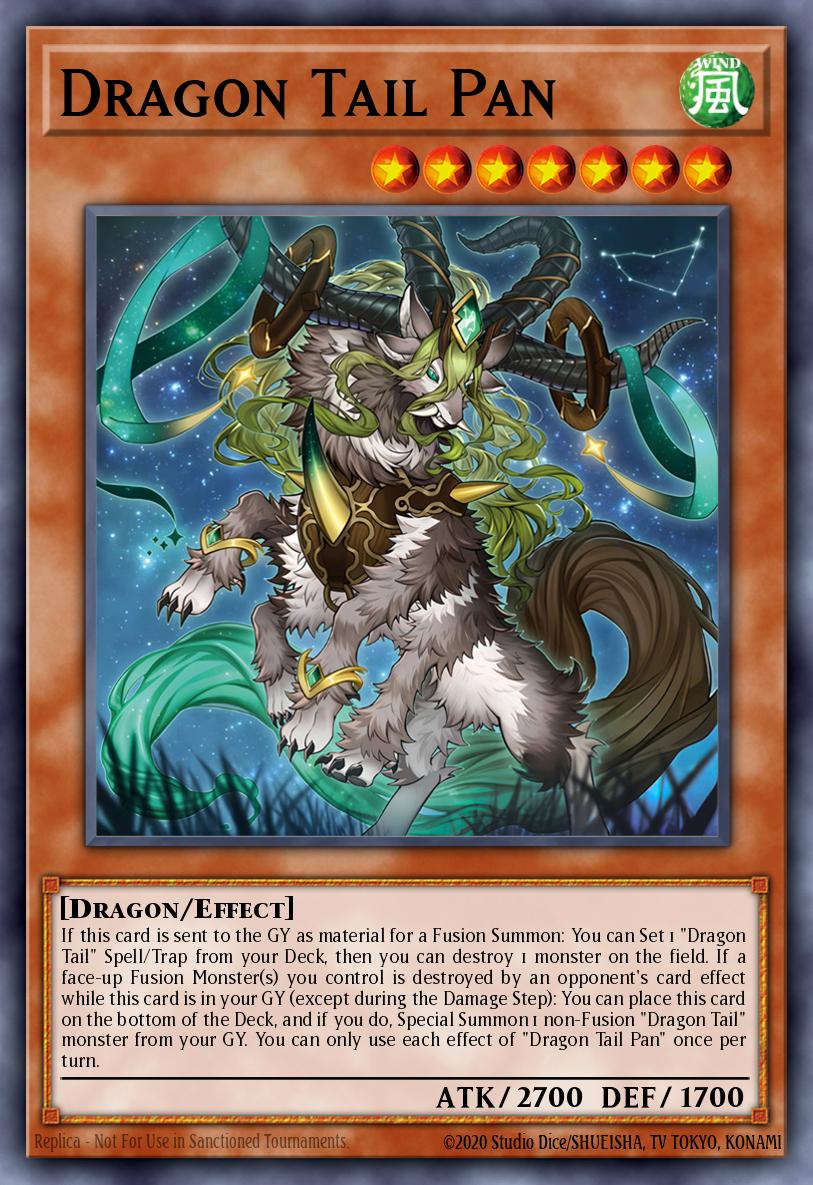 Dragon Tail Pan
WIND
風
[Dragon/Effect]
If this card is sent to the GY as material for a Fusion Summon: You can Set 1 "Dragon
Tail" Spell/Trap from your Deck, then you can destroy 1 monster on the field. If a
face-up Fusion Monster(s) you control is destroyed by an opponent's card effect
while this card is in your GY (except during the Damage Step): You can place this card
on the bottom of the Deck, and if you do, Special Summon 1 non-Fusion "Dragon Tail"
monster from your GY. You can only use each effect of "Dragon Tail Pan" once per
turn.
ATK/2700 DEF/1700
Replica - Not For Use in Sanctioned Tournaments.
©2020 Studio Dice/SHUEISHA, TV TOKYO, KONAMI